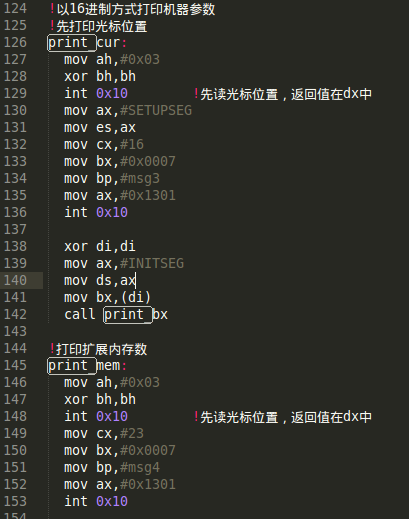 124 !以16进制方式打印机器参数
125 !先打印光标位置
126 print_cur:
127 mov ah,#0x03
128 xor bh,bh
129 int 0x10 !先读光标位置，返回值在dx中
130 mov ax,#SETUPSEG
131 mov es,ax
132 mov cx,#16
133 mov bx,#0x0007
134 mov bp,#msg3
135 mov ax,#0x1301
136 int 0x10
137
138 xor di,di
139 mov ax,#INITSEG
140 mov ds,ax
141 mov bx,(di)
142 call print_bx
143
144 !打印扩展内存数
145 print_mem:
146 mov ah,#0x03
147 xor bh,bh
148 int 0x10 !先读光标位置，返回值在dx中
149 mov cx,#23
150 mov bx,#0x0007
151 mov bp,#msg4
152 mov ax,#0x1301
153 int 0x10
154